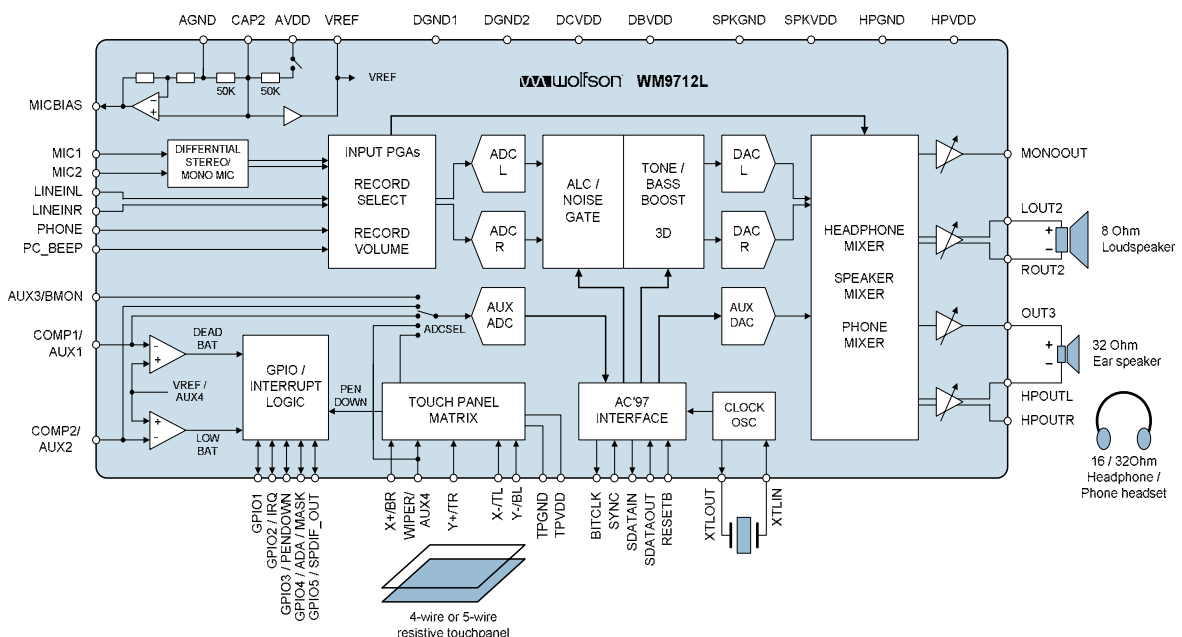 AGND CAP2 AVDD VREF DGND1 DGND2 DCVDD DBVDD SPKGND SPKVDD HPGND HPVDD
VREF
wolfson WM9712L
50K 50K
MICBIAS
MIC1
MIC2
LINEINL
LINEINR
PHONE
PC_BEEP
DIFFERNTIAL
STEREO/
MONO MIC
INPUT PGAs
RECORD
SELECT
RECORD
VOLUME
ADC
L
ADC
R
ALC /
NOISE
GATE
TONE /
BASS
BOOST
3D
DAC
L
DAC
R
HEADPHONE
MIXER
SPEAKER
MIXER
PHONE
MIXER
MONOOUT
LOUT2
+
−
8 Ohm
Loudspeaker
ROUT2
AUX3/BMON
COMP1/
AUX1
DEAD
BAT
− +
VREF /
AUX4
+ −
LOW
BAT
COMP2/
AUX2
ADCSEL
AUX
ADC
AUX
DAC
OUT3
+
−
32 Ohm
Ear speaker
HPOUTL
HPOUTR
16 / 32Ohm
Headphone /
Phone headset
GPIO /
INTERRUPT
LOGIC
PEN
DOWN
TOUCH PANEL
MATRIX
AC'97
INTERFACE
CLOCK
OSC
GPIO1
GPIO2 / IRQ
GPIO3 / PENDOWN
GPIO4 / ADA / MASK
GPIO5 / SPDIF_OUT
X+/BR
WIPER/
AUX4
Y+/TR
X-/TL
Y-/BL
TPGND
TPVDD
BITCLK
SYNC
SDATAIN
SDATAOUT
RESETB
XTLOUT
XTLIN
4-wire or 5-wire
resistive touchpanel